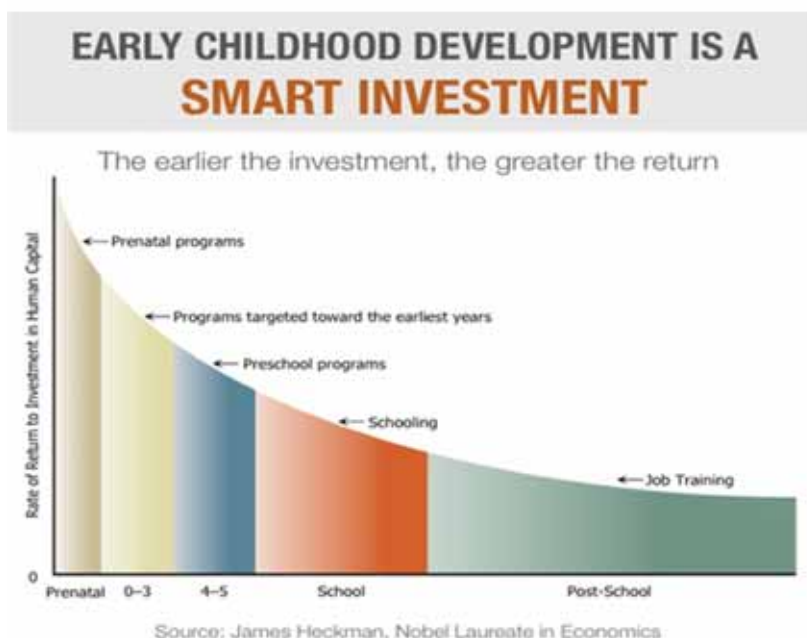 EARLY CHILDHOOD DEVELOPMENT IS A
SMART INVESTMENT
The earlier the investment, the greater the return
Rate of Return to Investment in Human Capital
Prenatal programs
Programs targeted toward the earliest years
Preschool programs
Schooling
Job Training
0
Prenatal 0–3 4–5 School Post-School
Source: James Heckman, Nobel Laureate in Economics